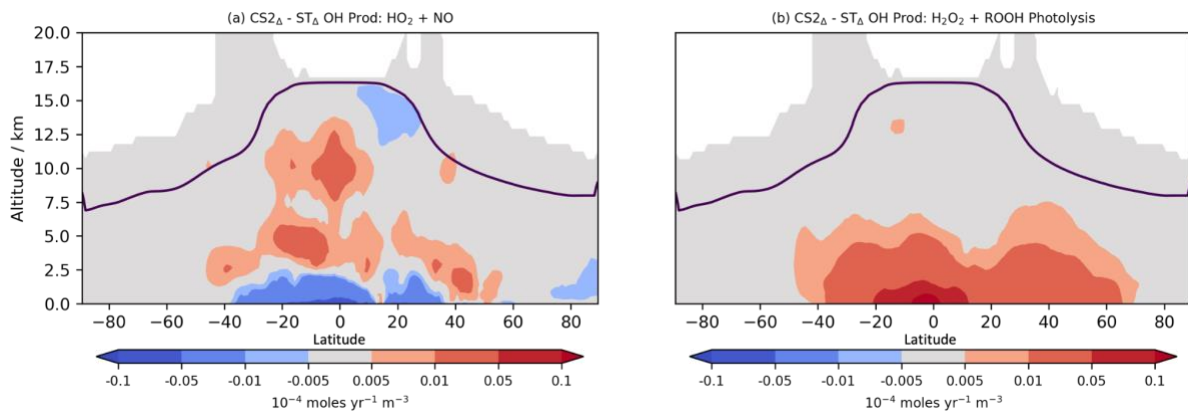 (a) CS2Δ - STΔ OH Prod: HO2 + NO
20.0
17.5
15.0
12.5
10.0
7.5
5.0
2.5
0.0
Altitude / km
−80 −60 −40 −20 0 20 40 60 80
Latitude
-0.1 -0.05 -0.01 -0.005 0.005 0.01 0.05 0.1
10−4 moles yr−1 m−3
(b) CS2Δ - STΔ OH Prod: H2O2 + ROOH Photolysis
−80 −60 −40 −20 0 20 40 60 80
Latitude
-0.1 -0.05 -0.01 -0.005 0.005 0.01 0.05 0.1
10−4 moles yr−1 m−3